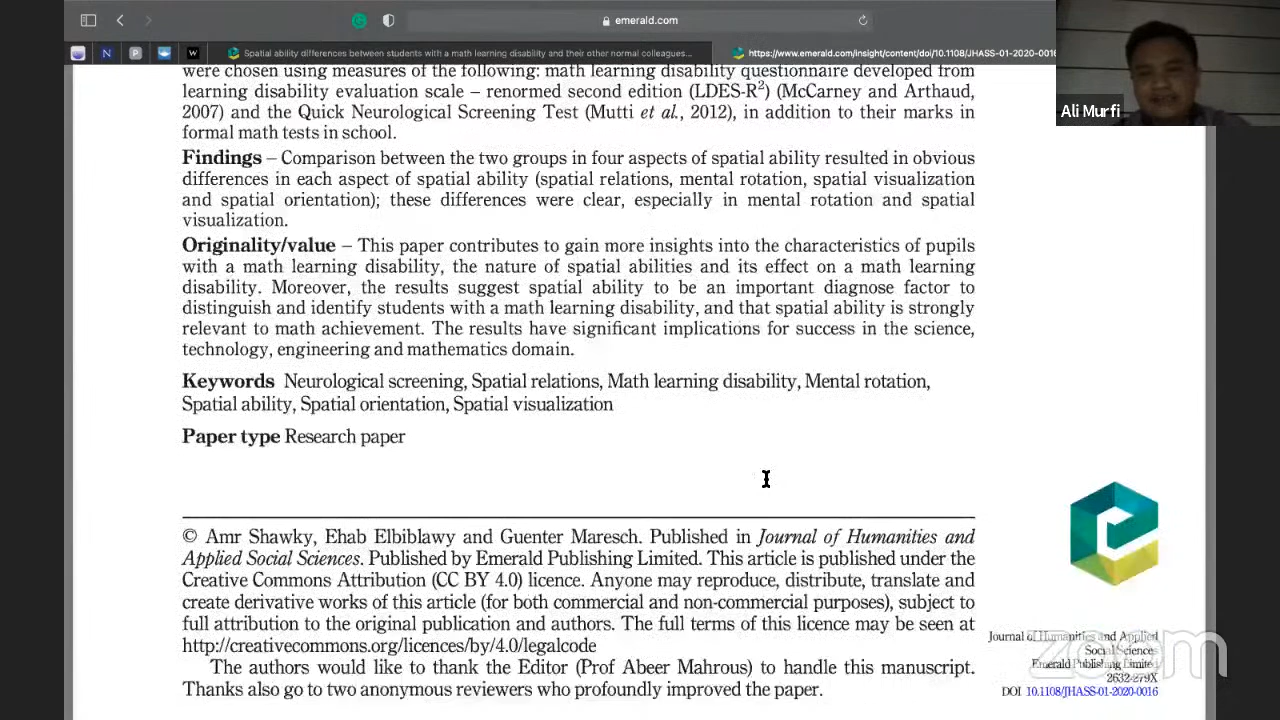 emerald.com
N
P
W
Spatial ability differences between students with a math learning disability and their other normal colleagues...
https://www.emerald.com/insight/content/doi/10.1108/JHASS-01-2020-0016
Ali Murfi
were chosen using measures of the following: math learning disability questionnaire developed from
learning disability evaluation scale – renormed second edition (LDES-R²) (McCarney and Arthaud,
2007) and the Quick Neurological Screening Test (Mutti et al., 2012), in addition to their marks in
formal math tests in school.
Findings – Comparison between the two groups in four aspects of spatial ability resulted in obvious
differences in each aspect of spatial ability (spatial relations, mental rotation, spatial visualization
and spatial orientation); these differences were clear, especially in mental rotation and spatial
visualization.
Originality/value – This paper contributes to gain more insights into the characteristics of pupils
with a math learning disability, the nature of spatial abilities and its effect on a math learning
disability. Moreover, the results suggest spatial ability to be an important diagnose factor to
distinguish and identify students with a math learning disability, and that spatial ability is strongly
relevant to math achievement. The results have significant implications for success in the science,
technology, engineering and mathematics domain.
Keywords Neurological screening, Spatial relations, Math learning disability, Mental rotation,
Spatial ability, Spatial orientation, Spatial visualization
Paper type Research paper
© Amr Shawky, Ehab Elbiblawy and Guenter Maresch. Published in Journal of Humanities and
Applied Social Sciences. Published by Emerald Publishing Limited. This article is published under the
Creative Commons Attribution (CC BY 4.0) licence. Anyone may reproduce, distribute, translate and
create derivative works of this article (for both commercial and non-commercial purposes), subject to
full attribution to the original publication and authors. The full terms of this licence may be seen at
http://creativecommons.org/licences/by/4.0/legalcode
The authors would like to thank the Editor (Prof Abeer Mahrous) to handle this manuscript.
Thanks also go to two anonymous reviewers who profoundly improved the paper.
Journal of Humanities and Applied
Social Sciences
Emerald Publishing Limited
2632-279X
DOI 10.1108/JHASS-01-2020-0016
zoom